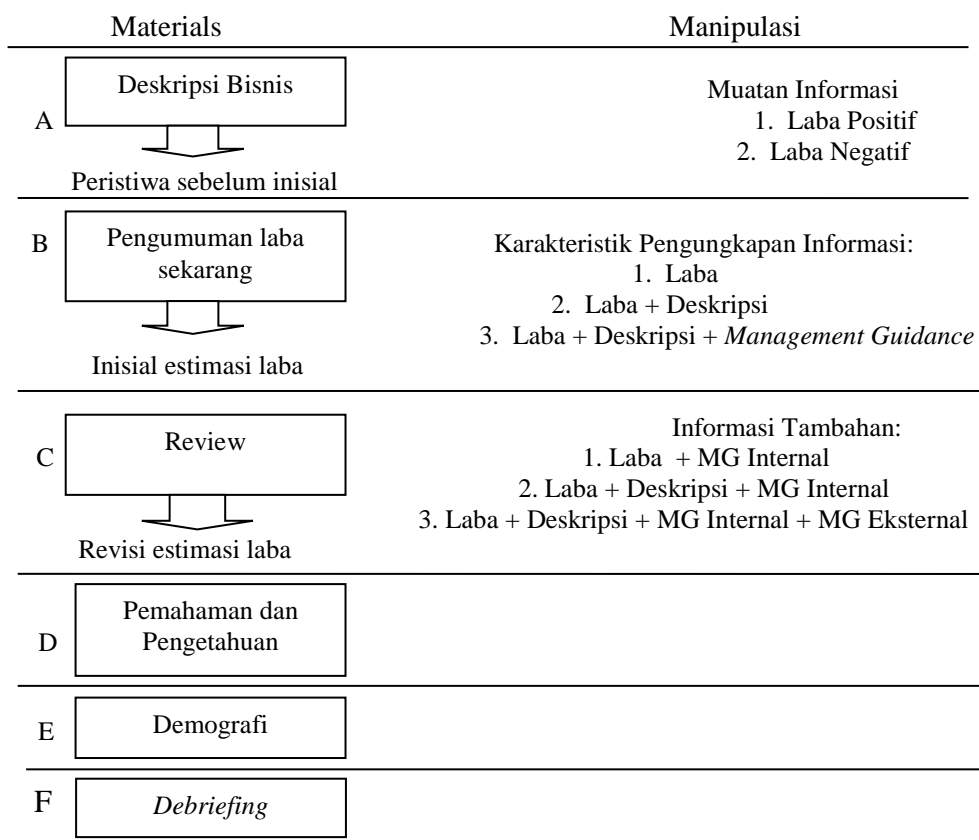 Materials Manipulasi
A
Deskripsi Bisnis
Peristiwa sebelum inisial
Muatan Informasi
1. Laba Positif
2. Laba Negatif
B
Pengumuman laba
sekarang
Inisial estimasi laba
Karakteristik Pengungkapan Informasi:
1. Laba
2. Laba + Deskripsi
3. Laba + Deskripsi + Management Guidance
C
Review
Revisi estimasi laba
Informasi Tambahan:
1. Laba + MG Internal
2. Laba + Deskripsi + MG Internal
3. Laba + Deskripsi + MG Internal + MG Eksternal
D
Pemahaman dan
Pengetahuan
E
Demografi
F
Debriefing